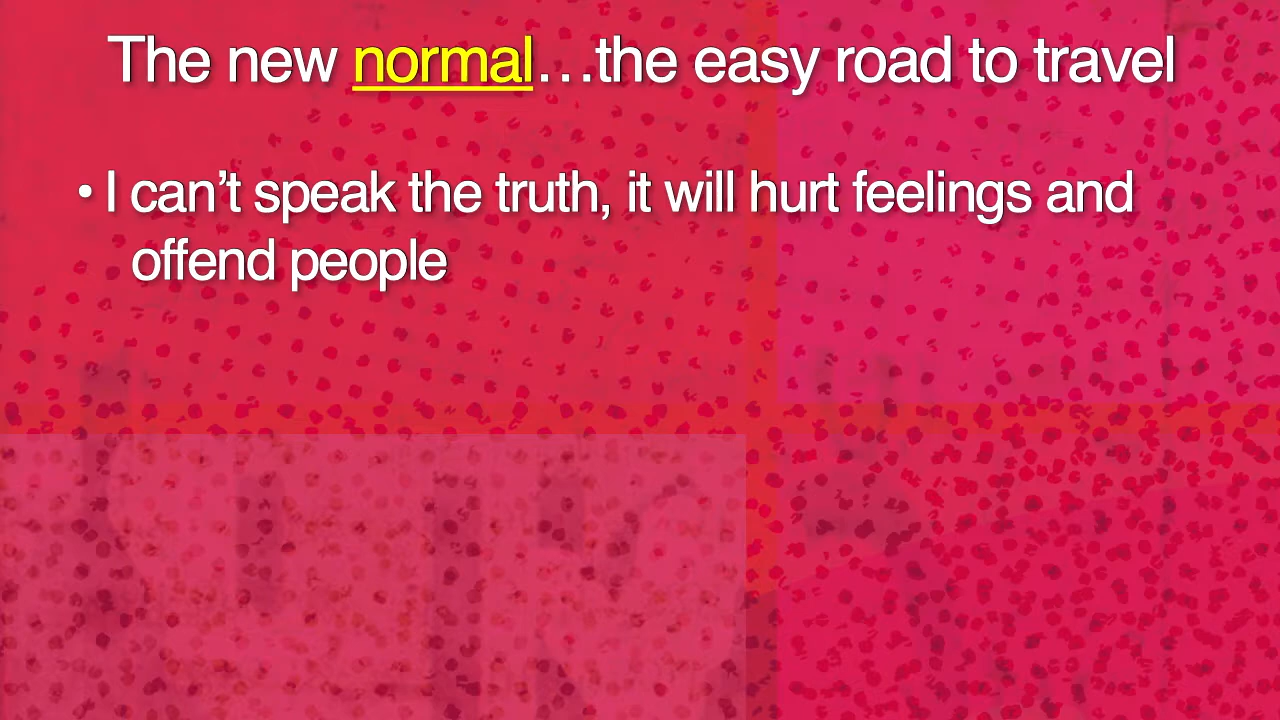 The new normal…the easy road to travel
• I can’t speak the truth, it will hurt feelings and
offend people